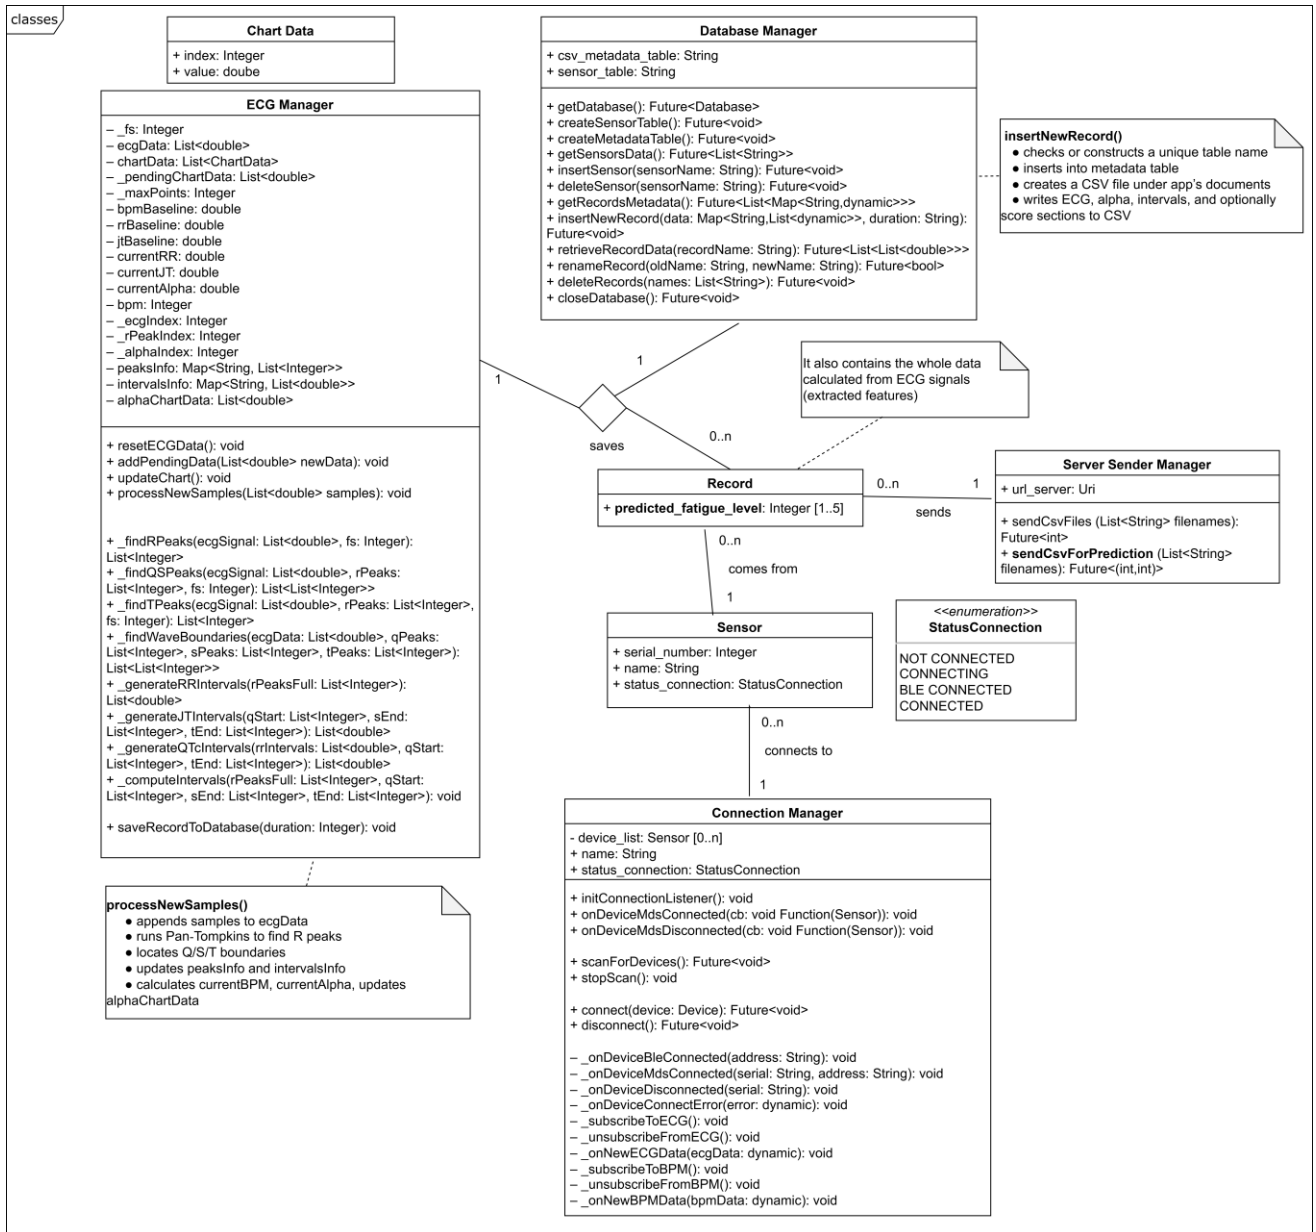 classes
Chart Data
+ index: Integer
+ value: doube
ECG Manager
– _fs: Integer
– ecgData: List<double>
– chartData: List<ChartData>
– _pendingChartData: List<double>
– _maxPoints: Integer
– bpmBaseline: double
– rrBaseline: double
– jtBaseline: double
– currentRR: double
– currentJT: double
– currentAlpha: double
– bpm: Integer
– _ecgIndex: Integer
– _rPeakIndex: Integer
– _alphaIndex: Integer
– peaksInfo: Map<String, List<Integer>>
– intervalsInfo: Map<String, List<double>>
– alphaChartData: List<double>
+ resetECGData(): void
+ addPendingData(List<double> newData): void
+ updateChart(): void
+ processNewSamples(List<double> samples): void
+ _findRPeaks(ecgSignal: List<double>, fs: Integer):
List<Integer>
+ _findQSPeaks(ecgSignal: List<double>, rPeaks:
List<Integer>, fs: Integer): List<List<Integer>>
+ _findTPeaks(ecgSignal: List<double>, rPeaks: List<Integer>,
fs: Integer): List<Integer>
+ _findWaveBoundaries(ecgData: List<double>, qPeaks:
List<Integer>, sPeaks: List<Integer>, tPeaks: List<Integer>):
List<List<Integer>>
+ _generateRRIntervals(rPeaksFull: List<Integer>):
List<double>
+ _generateJTIntervals(qStart: List<Integer>, sEnd:
List<Integer>, tEnd: List<Integer>): List<double>
+ _generateQTcIntervals(rrIntervals: List<double>, qStart:
List<Integer>, tEnd: List<Integer>): List<double>
+ _computeIntervals(rPeaksFull: List<Integer>, qStart:
List<Integer>, sEnd: List<Integer>, tEnd: List<Integer>): void
+ saveRecordToDatabase(duration: Integer): void
processNewSamples()
● appends samples to ecgData
● runs Pan-Tompkins to find R peaks
● locates Q/S/T boundaries
● updates peaksInfo and intervalsInfo
● calculates currentBPM, currentAlpha, updates
alphaChartData
Database Manager
+ csv_metadata_table: String
+ sensor_table: String
+ getDatabase(): Future<Database>
+ createSensorTable(): Future<void>
+ createMetadataTable(): Future<void>
+ getSensorsData(): Future<List<String>>
+ insertSensor(sensorName: String): Future<void>
+ deleteSensor(sensorName: String): Future<void>
+ getRecordsMetadata(): Future<List<Map<String,dynamic>>>
+ insertNewRecord(data: Map<String,List<dynamic>>, duration: String):
Future<void>
+ retrieveRecordData(recordName: String): Future<List<List<double>>>
+ renameRecord(oldName: String, newName: String): Future<bool>
+ deleteRecords(names: List<String>): Future<void>
+ closeDatabase(): Future<void>
insertNewRecord()
● checks or constructs a unique table name
● inserts into metadata table
● creates a CSV file under app's documents
● writes ECG, alpha, intervals, and optionally
score sections to CSV
1
1
saves
0..n
It also contains the whole data
calculated from ECG signals
(extracted features)
Record
+ predicted_fatigue_level: Integer [1..5]
0..n
1
sends
Server Sender Manager
+ url_server: Uri
+ sendCsvFiles (List<String> filenames):
Future<int>
+ sendCsvForPrediction (List<String>
filenames): Future<(int,int)>
0..n
comes from
1
Sensor
+ serial_number: Integer
+ name: String
+ status_connection: StatusConnection
<<enumeration>>
StatusConnection
NOT CONNECTED
CONNECTING
BLE CONNECTED
CONNECTED
0..n
connects to
1
Connection Manager
- device_list: Sensor [0..n]
+ name: String
+ status_connection: StatusConnection
+ initConnectionListener(): void
+ onDeviceMdsConnected(cb: void Function(Sensor)): void
+ onDeviceMdsDisconnected(cb: void Function(Sensor)): void
+ scanForDevices(): Future<void>
+ stopScan(): void
+ connect(device: Device): Future<void>
+ disconnect(): Future<void>
– _onDeviceBleConnected(address: String): void
– _onDeviceMdsConnected(serial: String, address: String): void
– _onDeviceDisconnected(serial: String): void
– _onDeviceConnectError(error: dynamic): void
– _subscribeToECG(): void
– _unsubscribeFromECG(): void
– _onNewECGData(ecgData: dynamic): void
– _subscribeToBPM(): void
– _unsubscribeFromBPM(): void
– _onNewBPMData(bpmData: dynamic): void